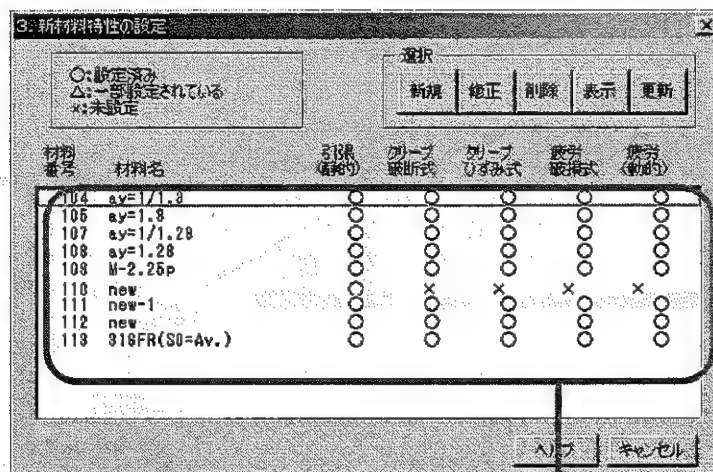 3. 新材料特性の設定
○:設定済み
△:一部設定されている
×:未設定
選択
新規 修正 削除 表示 更新
材料番号 材料名 引張(静的) クリープ破断式 クリープひずみ式 疲労破損式 疲労(動的)
104 ay=1/1.8 ○ ○ ○ ○ ○
105 ay=1.8 ○ ○ ○ ○ ○
107 ay=1/1.28 ○ ○ ○ ○ ○
108 ay=1.28 ○ ○ ○ ○ ○
109 M-2.25p ○ ○ ○ ○ ○
110 new ○ × × × ×
111 new-1 ○ ○ ○ ○ ○
112 new ○ ○ ○ ○ ○
113 316FR(S0=Av.) ○ ○ ○ ○ ○
ヘルプ キャンセル